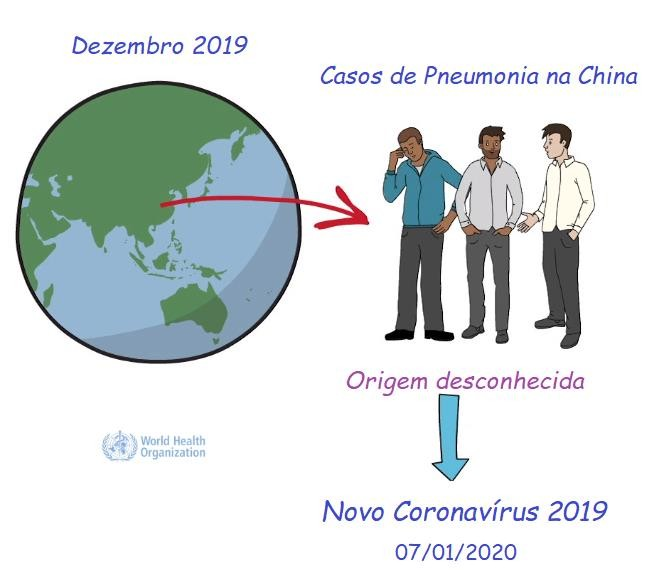 Dezembro 2019
Casos de Pneumonia na China
Origem desconhecida
World Health
Organization
Novo Coronavírus 2019
07/01/2020